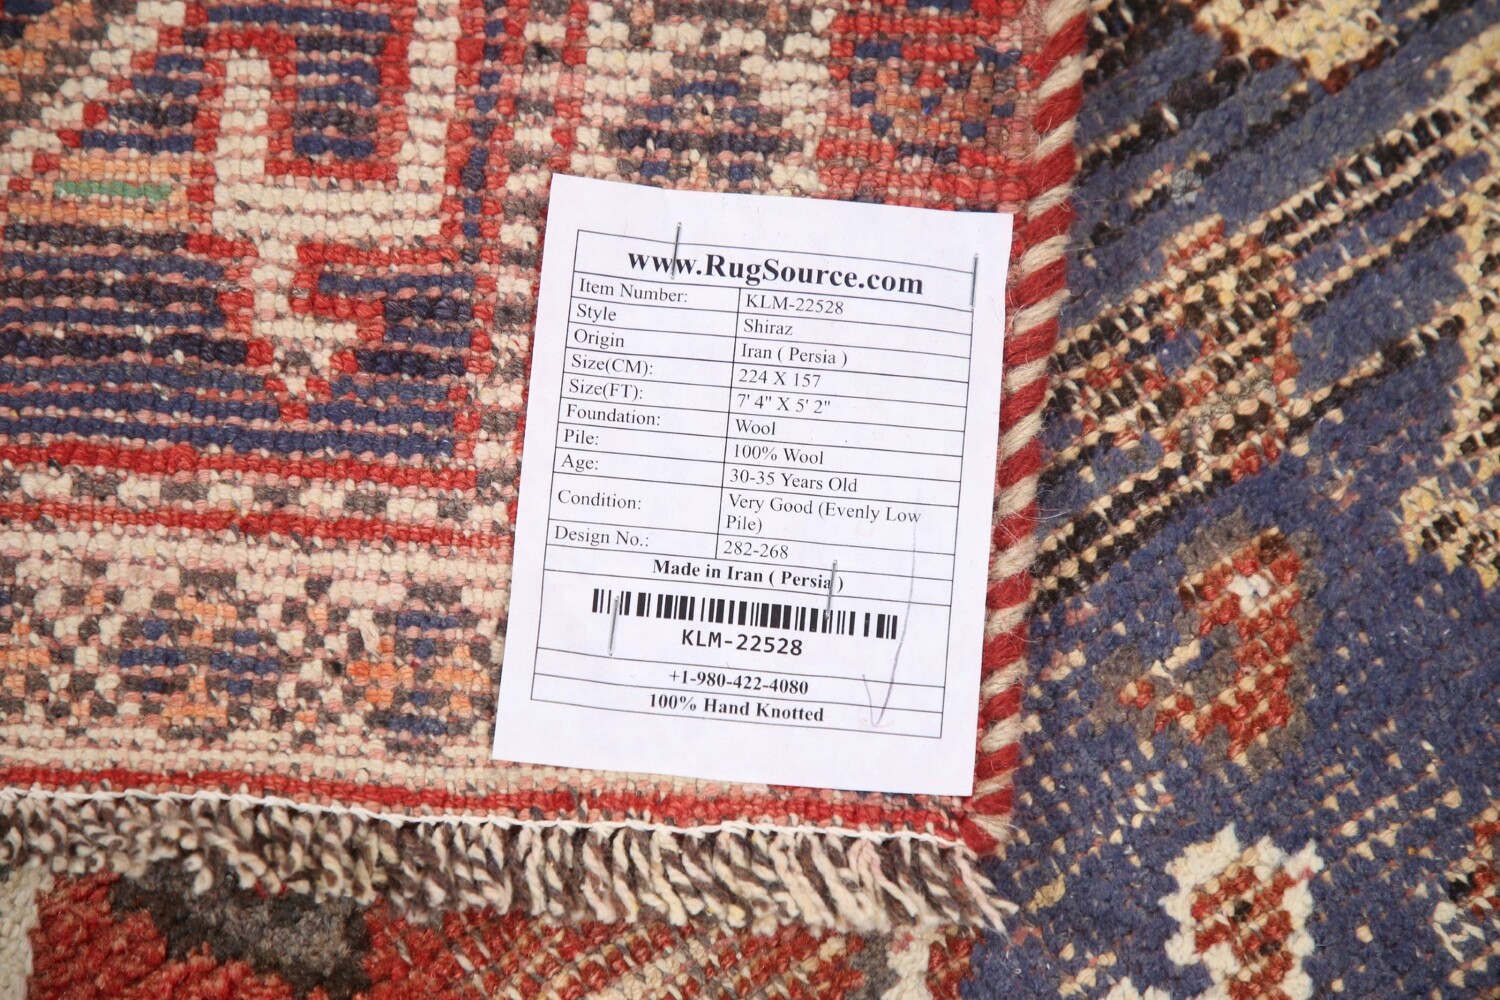 www.RugSource.com
Item Number: KLM-22528
Style Shiraz
Origin Iran ( Persia )
Size(CM): 224 X 157
Size(FT): 7' 4" X 5' 2"
Foundation: Wool
Pile: 100% Wool
Age: 30-35 Years Old
Condition: Very Good (Evenly Low
Pile)
Design No.: 282-268
Made in Iran ( Persia )
KLM-22528
+1-980-422-4080
100% Hand Knotted